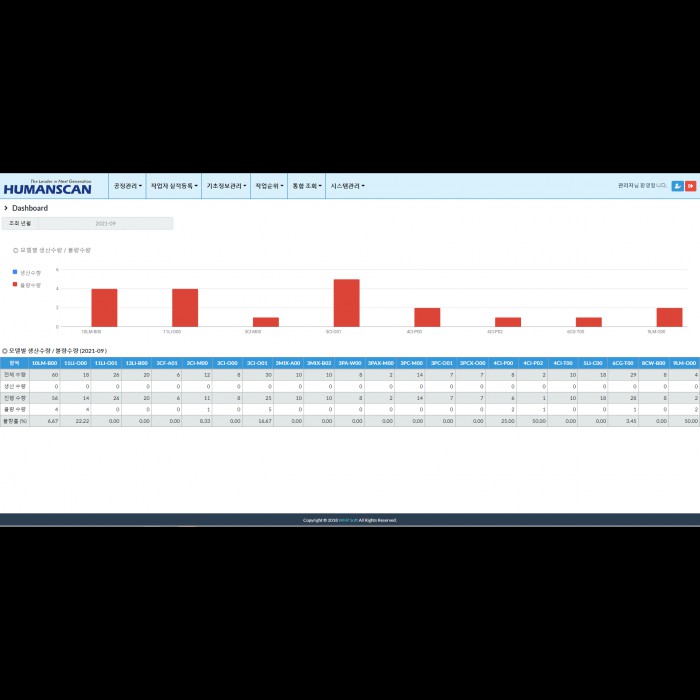 The Leader in Next Generation
HUMANSCAN
공정관리 작업자 실적등록 기초정보관리 작업순위 통합 조회 시스템관리 관리자님 환영합니다.
Dashboard
조회 년월 2021-09
모델별 생산수량 / 불량수량
생산수량
불량수량
6
4
2
0
10LM-B00 11LI-O00 3CI-M00 3CI-O01 4CI-P00 4CI-P02 6CG-T00 9LM-O00
모델별 생산수량 / 불량수량 (2021-09)
항목 10LM-B00 11LI-O00 11LI-O01 13LI-B00 3CF-A01 3CI-M00 3CI-O00 3CI-O01 3MIX-A00 3MIX-B02 3PA-W00 3PAX-M00 3PC-M00 3PC-O01 3PCX-O00 4CI-P00 4CI-P02 4CI-T00 5LI-C00 6CG-T00 8CW-B00 9LM-O00
전체 수량 60 18 26 20 6 12 8 30 10 10 8 2 14 7 7 8 2 10 18 29 8 4
생산 수량 0 0 0 0 0 0 0 0 0 0 0 0 0 0 0 0 0 0 0 0 0 0
진행 수량 56 14 26 20 6 11 8 25 10 10 8 2 14 7 7 6 1 10 18 28 8 2
불량 수량 4 4 0 0 0 1 0 5 0 0 0 0 0 0 0 2 1 0 0 1 0 2
불량률 (%) 6.67 22.22 0.00 0.00 0.00 8.33 0.00 16.67 0.00 0.00 0.00 0.00 0.00 0.00 0.00 25.00 50.00 0.00 0.00 3.45 0.00 50.00
Copyright © 2018 All Rights Reserved.